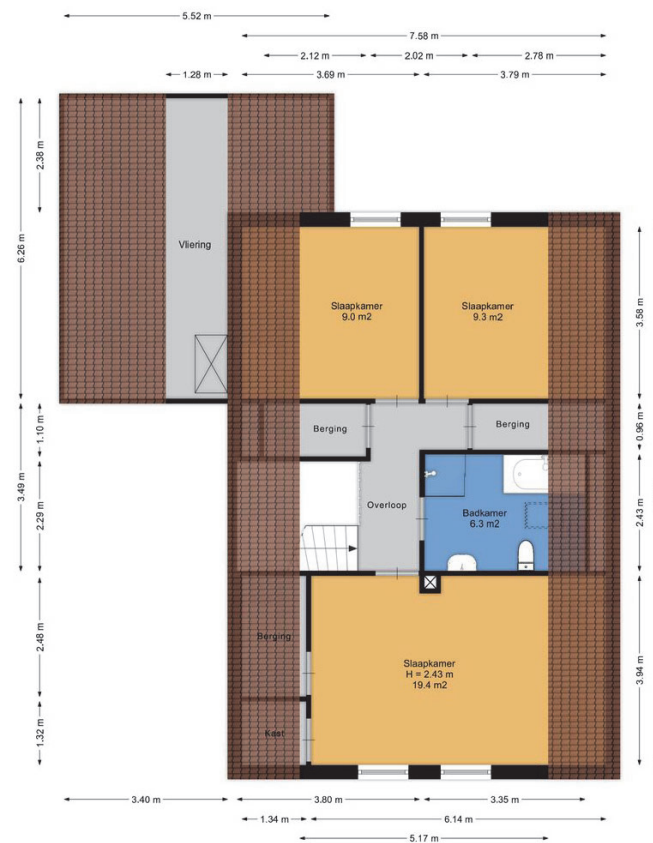 5.52 m
7.58 m
2.12 m
2.02 m
2.78 m
1.28 m
3.69 m
3.79 m
2.38 m
6.26 m
Vliering
Slaapkamer
9.0 m2
Slaapkamer
9.3 m2
3.58 m
1.10 m
Berging
Berging
0.96 m
3.49 m
2.29 m
Overloop
Badkamer
6.3 m2
2.43 m
2.48 m
Berging
Slaapkamer
H = 2.43 m
19.4 m2
3.94 m
1.32 m
Kast
3.40 m
3.80 m
3.35 m
1.34 m
6.14 m
5.17 m